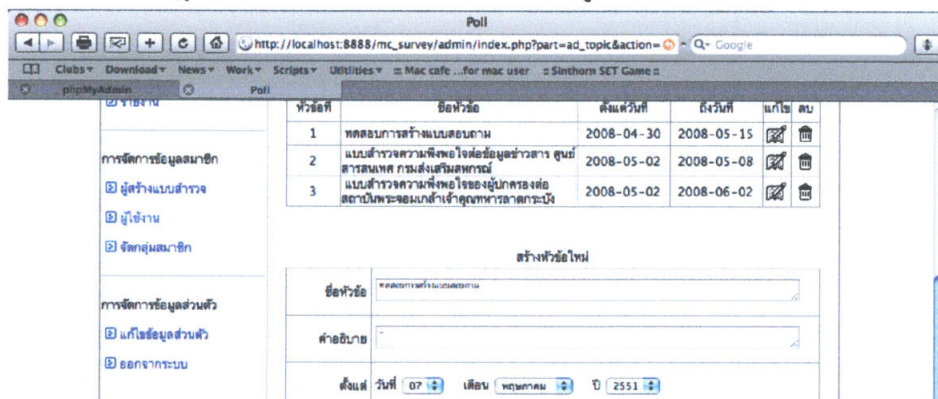 Poll
http://localhost:8888/mc_survey/admin/index.php?part=ad_topic&action=
Google
Clubs Download News Work Scripts Utilities :: Mac cafe ...for mac user :: Sinthorn SET Game ::
phpMyAdmin Poll
รายงาน
หัวข้อที่ ชื่อหัวข้อ ตั้งแต่วันที่ ถึงวันที่ แก้ไข ลบ
1 ทดสอบการสร้างแบบสอบถาม 2008-04-30 2008-05-15
2 แบบสำรวจความพึงพอใจต่อข้อมูลข่าวสาร ศูนย์
สารสนเทศ กรมส่งเสริมสหกรณ์ 2008-05-02 2008-05-08
3 แบบสำรวจความพึ่งพอใจของผู้ปกครองต่อ
สถาบันพระจอมเกล้าเจ้าคุณทหารลาดกระบัง 2008-05-02 2008-06-02
การจัดการข้อมูลสมาชิก
ผู้สร้างแบบสำรวจ
ผู้ใช้งาน
จัดกลุ่มสมาชิก
การจัดการข้อมูลส่วนตัว
แก้ไขข้อมูลส่วนตัว
ออกจากระบบ
สร้างหัวข้อใหม่
ชื่อหัวข้อ ทดสอบการสร้างแบบสอบถาม
คำอธิบาย -
ตั้งแต่ วันที่ 07 เดือน พฤษภาคม ปี 2551